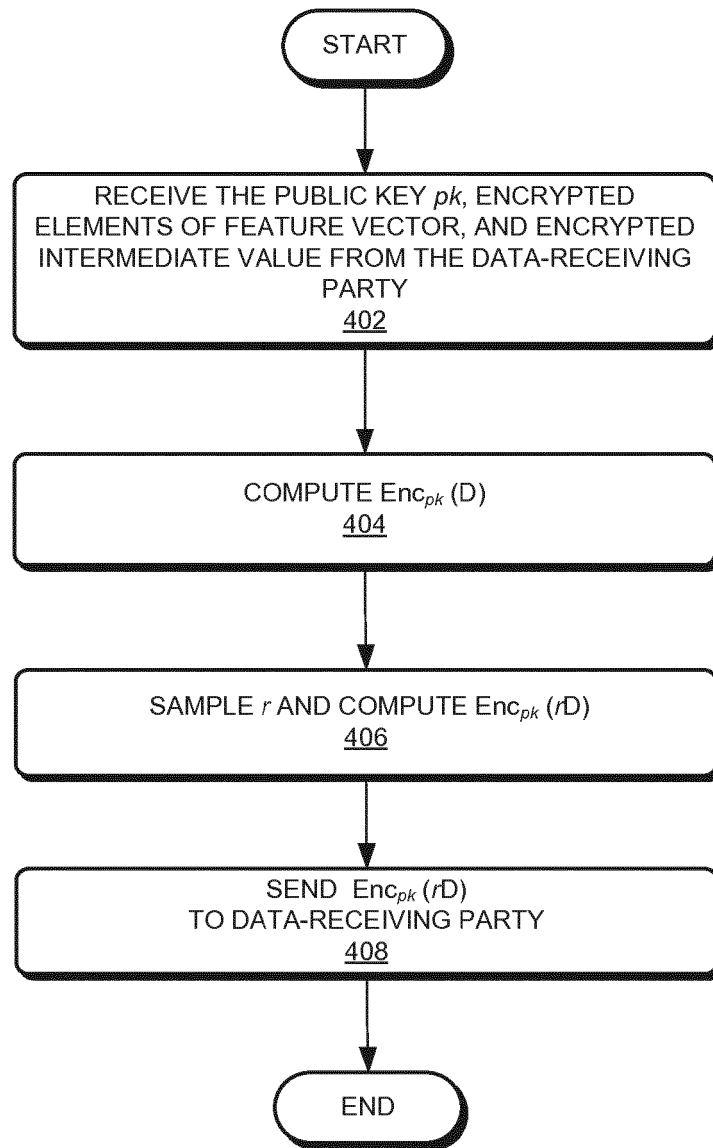 START
RECEIVE THE PUBLIC KEY pk, ENCRYPTED
ELEMENTS OF FEATURE VECTOR, AND ENCRYPTED
INTERMEDIATE VALUE FROM THE DATA-RECEIVING
PARTY
402
COMPUTE Encpk (D)
404
SAMPLE r AND COMPUTE Encpk (rD)
406
SEND Encpk (rD)
TO DATA-RECEIVING PARTY
408
END